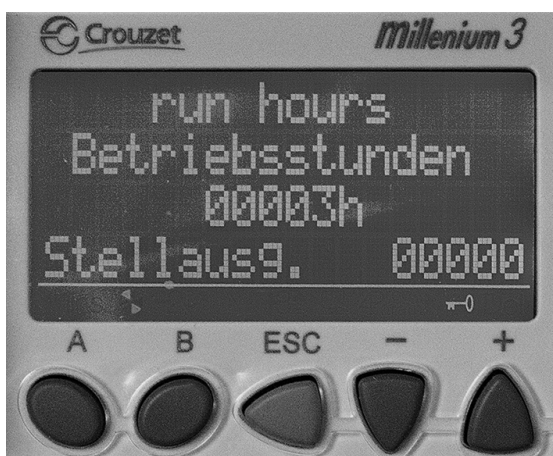 Crouzet millenium 3
run hours
Betriebsstunden
00003h
Stellausg. 00000
A B ESC - +